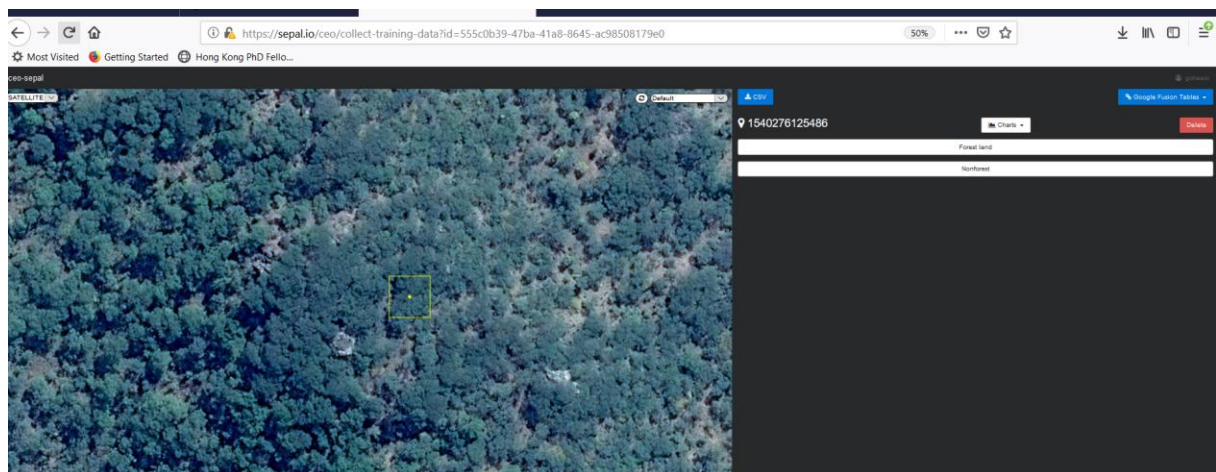 https://sepal.io/ceo/collect-training-data?id=555c0b39-47ba-41a8-8645-ac98508179e0
50%
Most Visited Getting Started Hong Kong PhD Fello...
ceo-sepal
SATELLITE
Default
CSV
Google Fusion Tables
1540276125486
Charts
Delete
Forest land
Nonforest